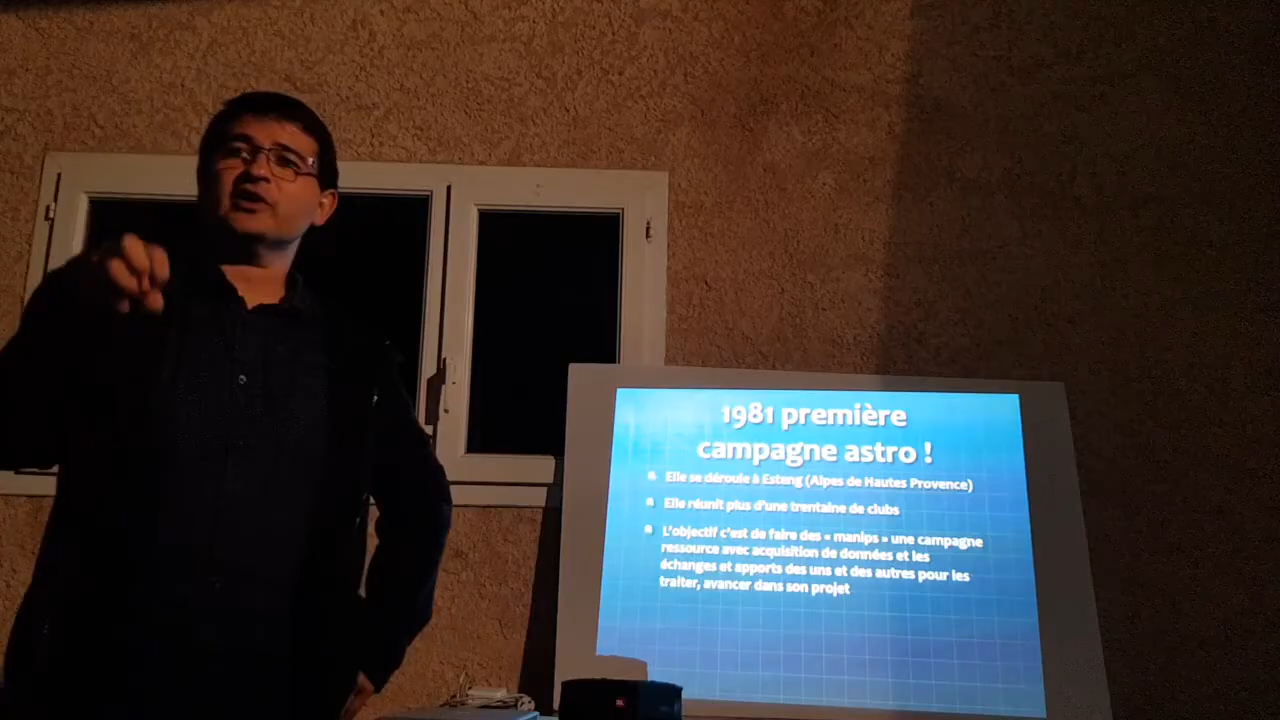 1981 première
campagne astro !
Elle se déroule à Esteng (Alpes de Hautes Provence)
Elle réunit plus d'une trentaine de clubs
L'objectif c'est de faire des « manips » une campagne
ressource avec acquisition de données et les
échanges et apports des uns et des autres pour les
traiter, avancer dans son projet
JBL